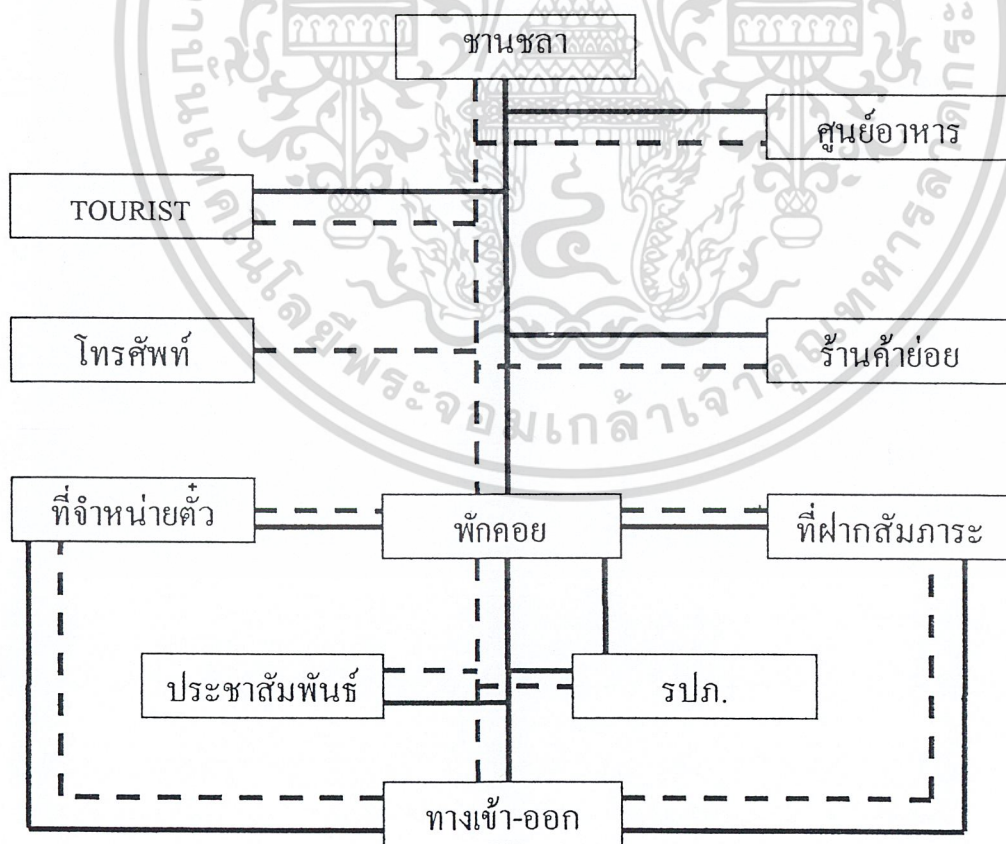 ชานชลา
ศูนย์อาหาร
TOURIST
โทรศัพท์
ร้านค้าย่อย
ที่จำหน่ายตั๋ว
พักคอย
ที่ฝากสัมภาระ
ประชาสัมพันธ์
รปภ.
ทางเข้า-ออก